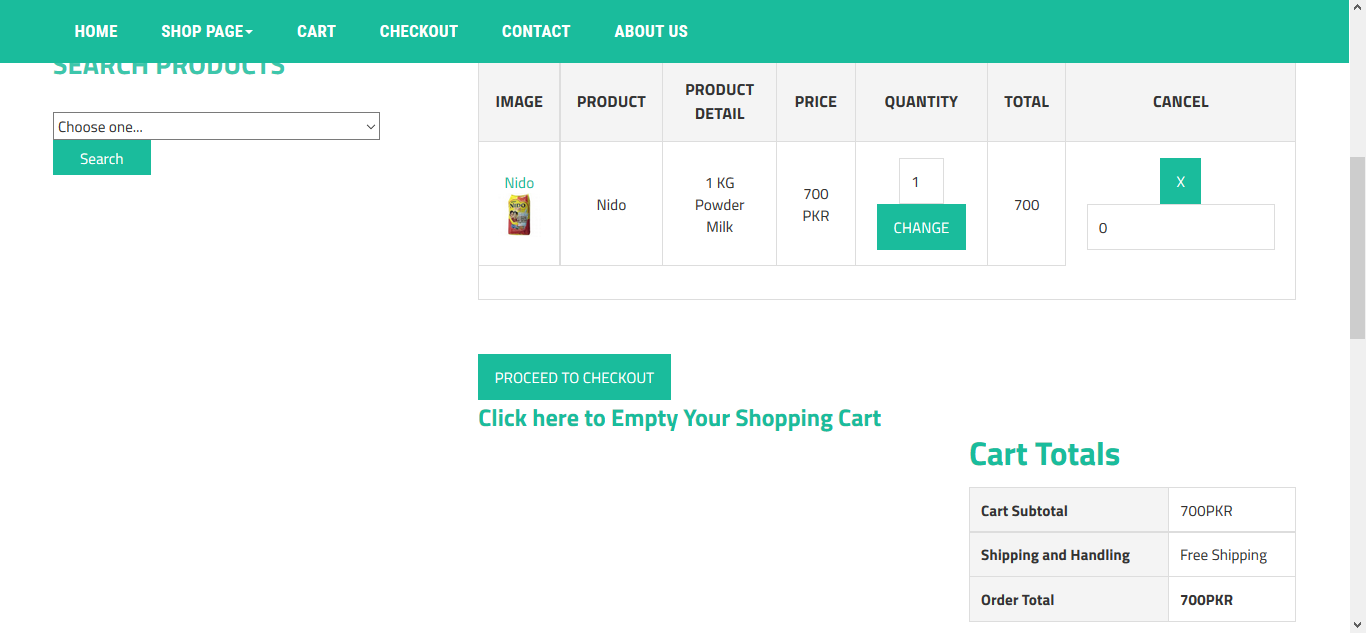 HOME SHOP PAGE CART CHECKOUT CONTACT ABOUT US
SEARCH PRODUCTS
Choose one...
Search
IMAGE PRODUCT PRODUCT DETAIL PRICE QUANTITY TOTAL CANCEL
Nido
NIDO
Nido
1 KG
Powder
Milk
700
PKR
1
CHANGE
700
X
0
PROCEED TO CHECKOUT
Click here to Empty Your Shopping Cart
Cart Totals
Cart Subtotal 700PKR
Shipping and Handling Free Shipping
Order Total 700PKR